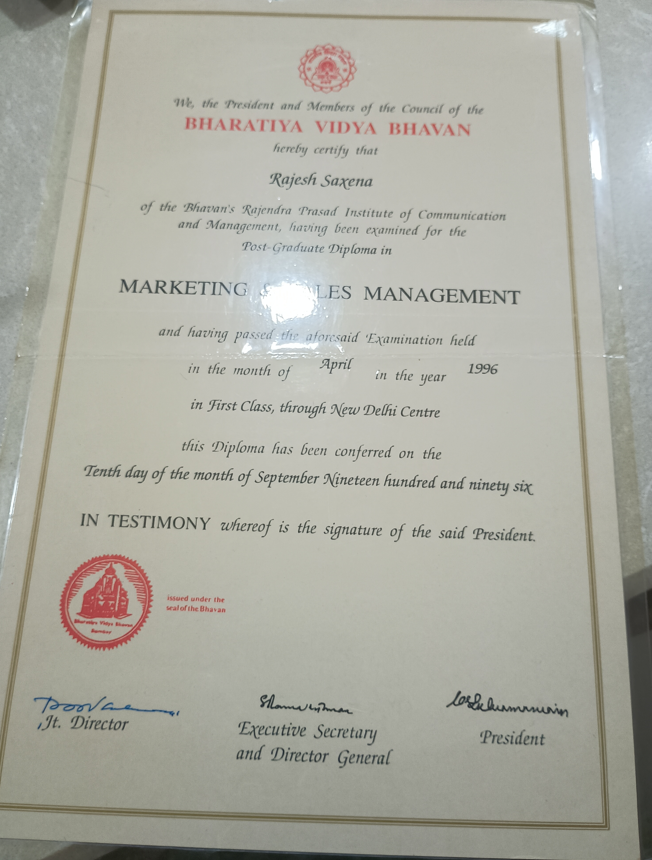 We, the President and Members of the Council of the
BHARATIYA VIDYA BHAVAN
hereby certify that
Rajesh Saxena
of the Bhavan's Rajendra Prasad Institute of Communication
and Management, having been examined for the
Post-Graduate Diploma in
MARKETING & SALES MANAGEMENT
and having passed the aforesaid Examination held
in the month of April in the year 1996
in First Class, through New Delhi Centre
this Diploma has been conferred on the
Tenth day of the month of September Nineteen hundred and ninety six
IN TESTIMONY whereof is the signature of the said President.
Bharatiya Vidya Bhavan
Bombay
issued under the
seal of the Bhavan
Jt. Director
Executive Secretary
and Director General
President